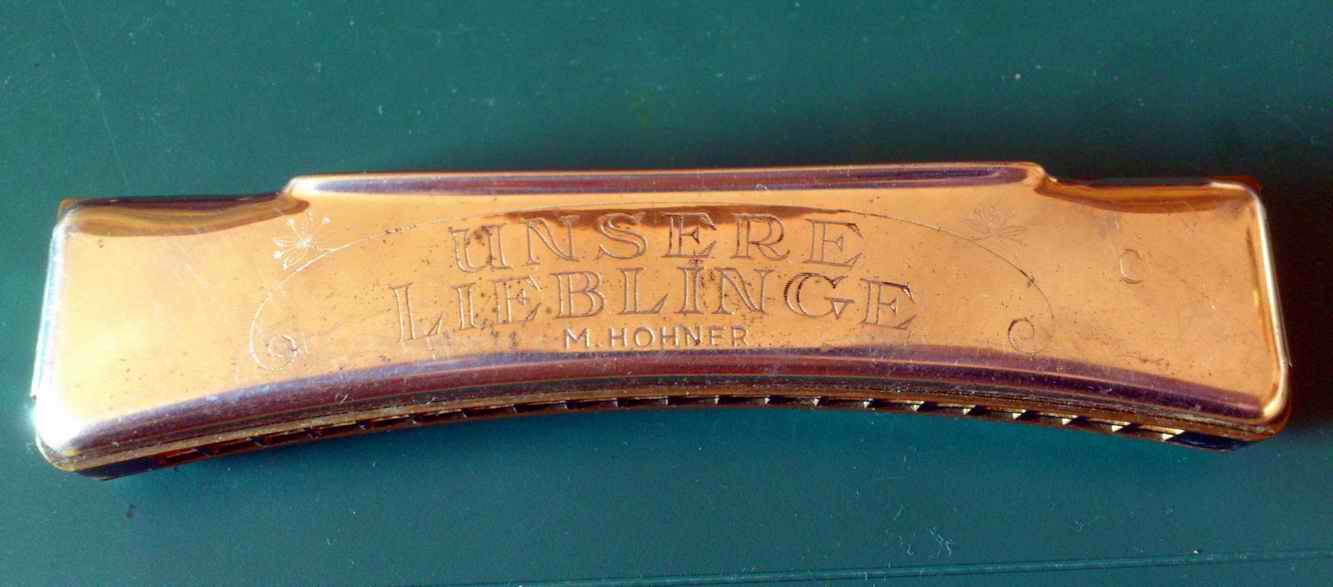 UNSERE
LIEBLINGE
M. HOHNER
C